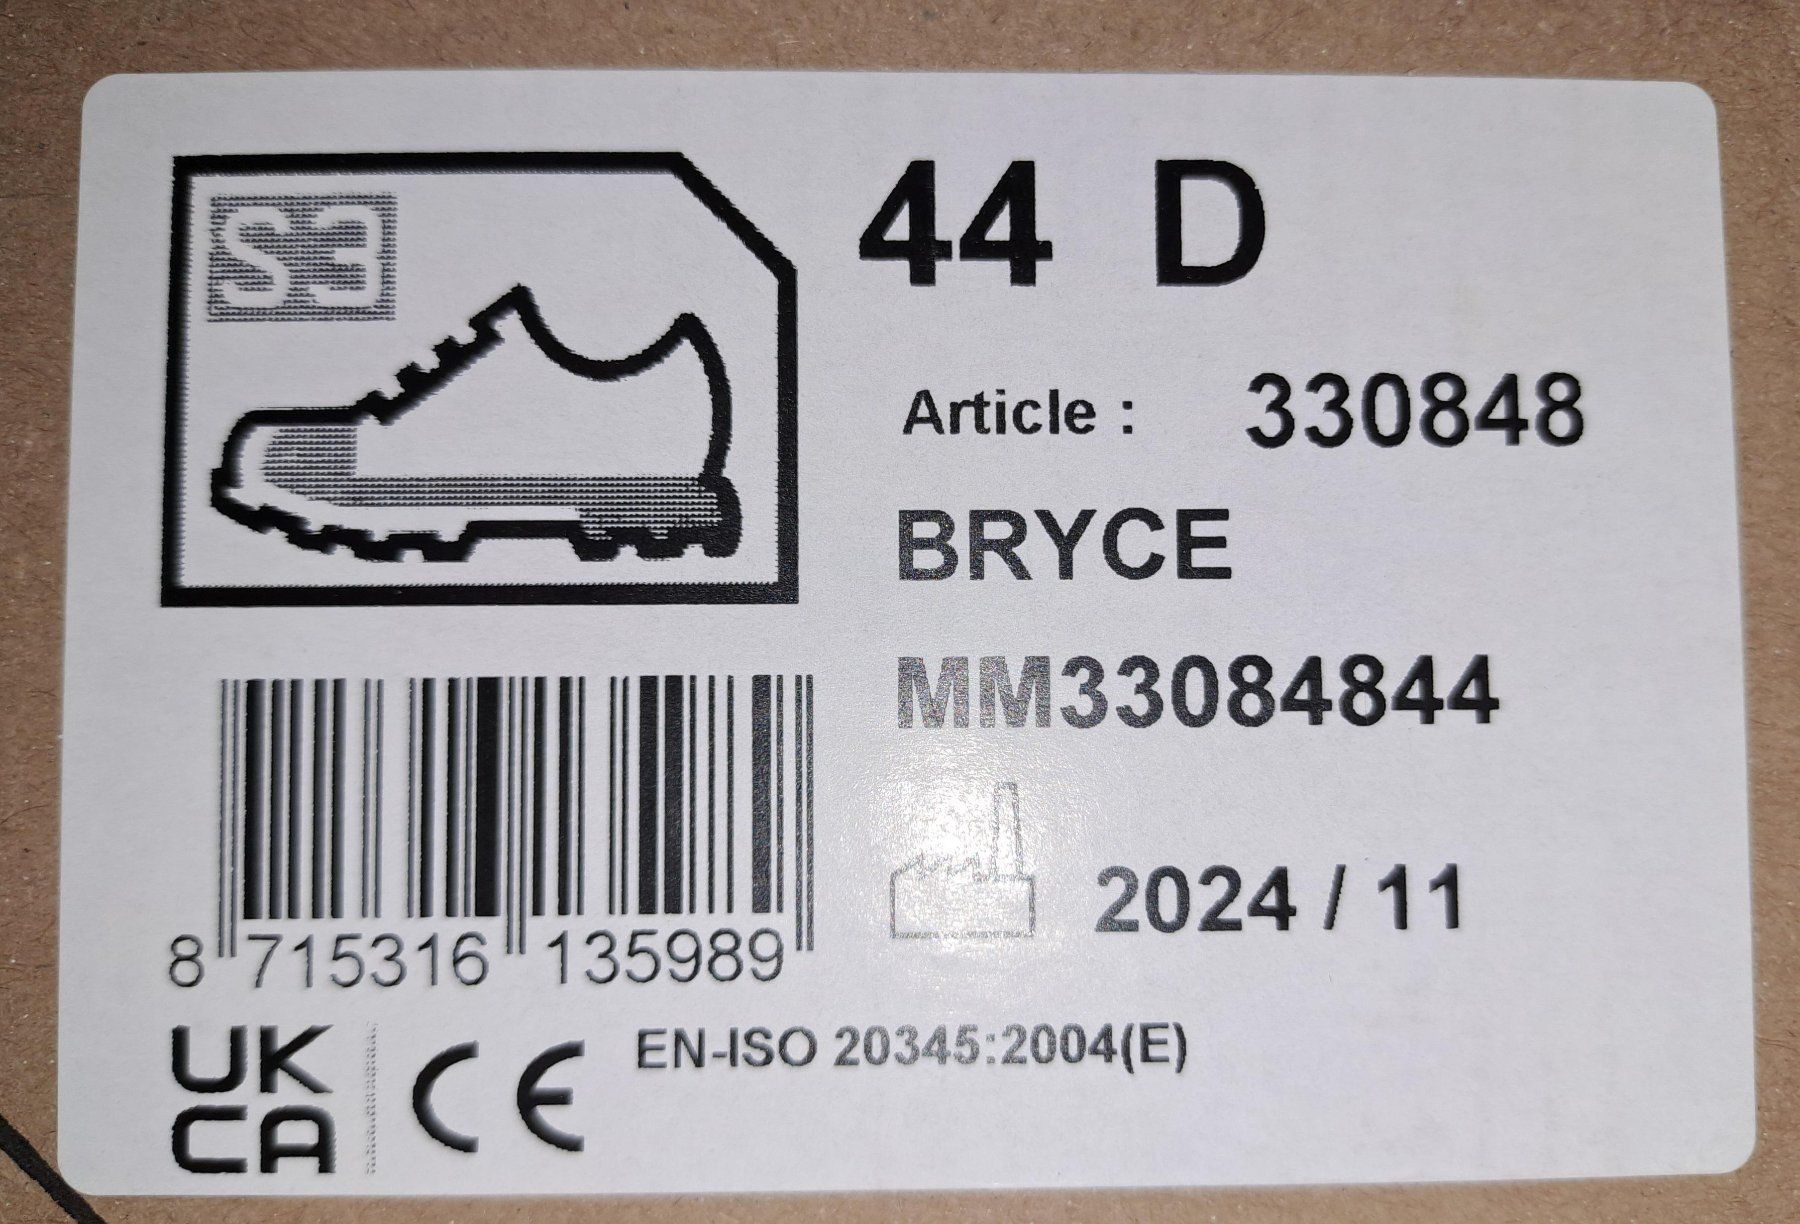 S3
44 D
Article : 330848
BRYCE
MM33084844
2024 / 11
8 715316 135989
UK
CA
CE
EN-ISO 20345:2004(E)